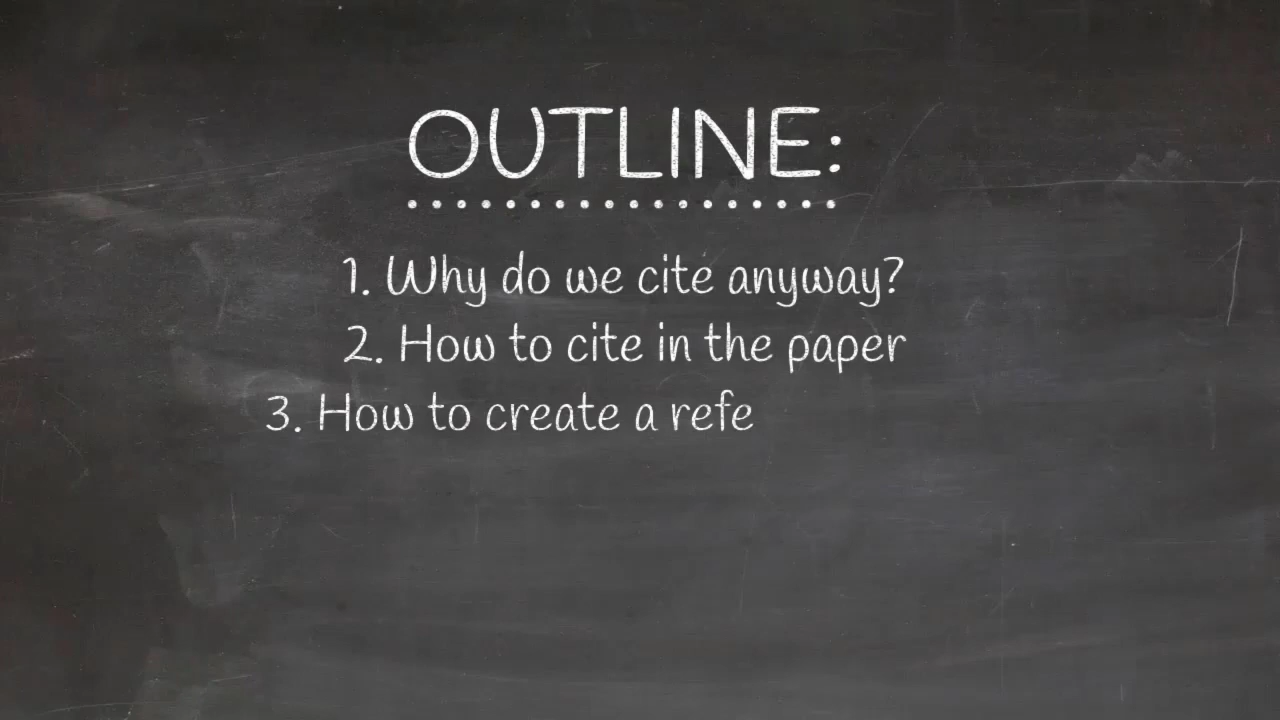 OUTLINE:
1. Why do we cite anyway?
2. How to cite in the paper
3. How to create a refe